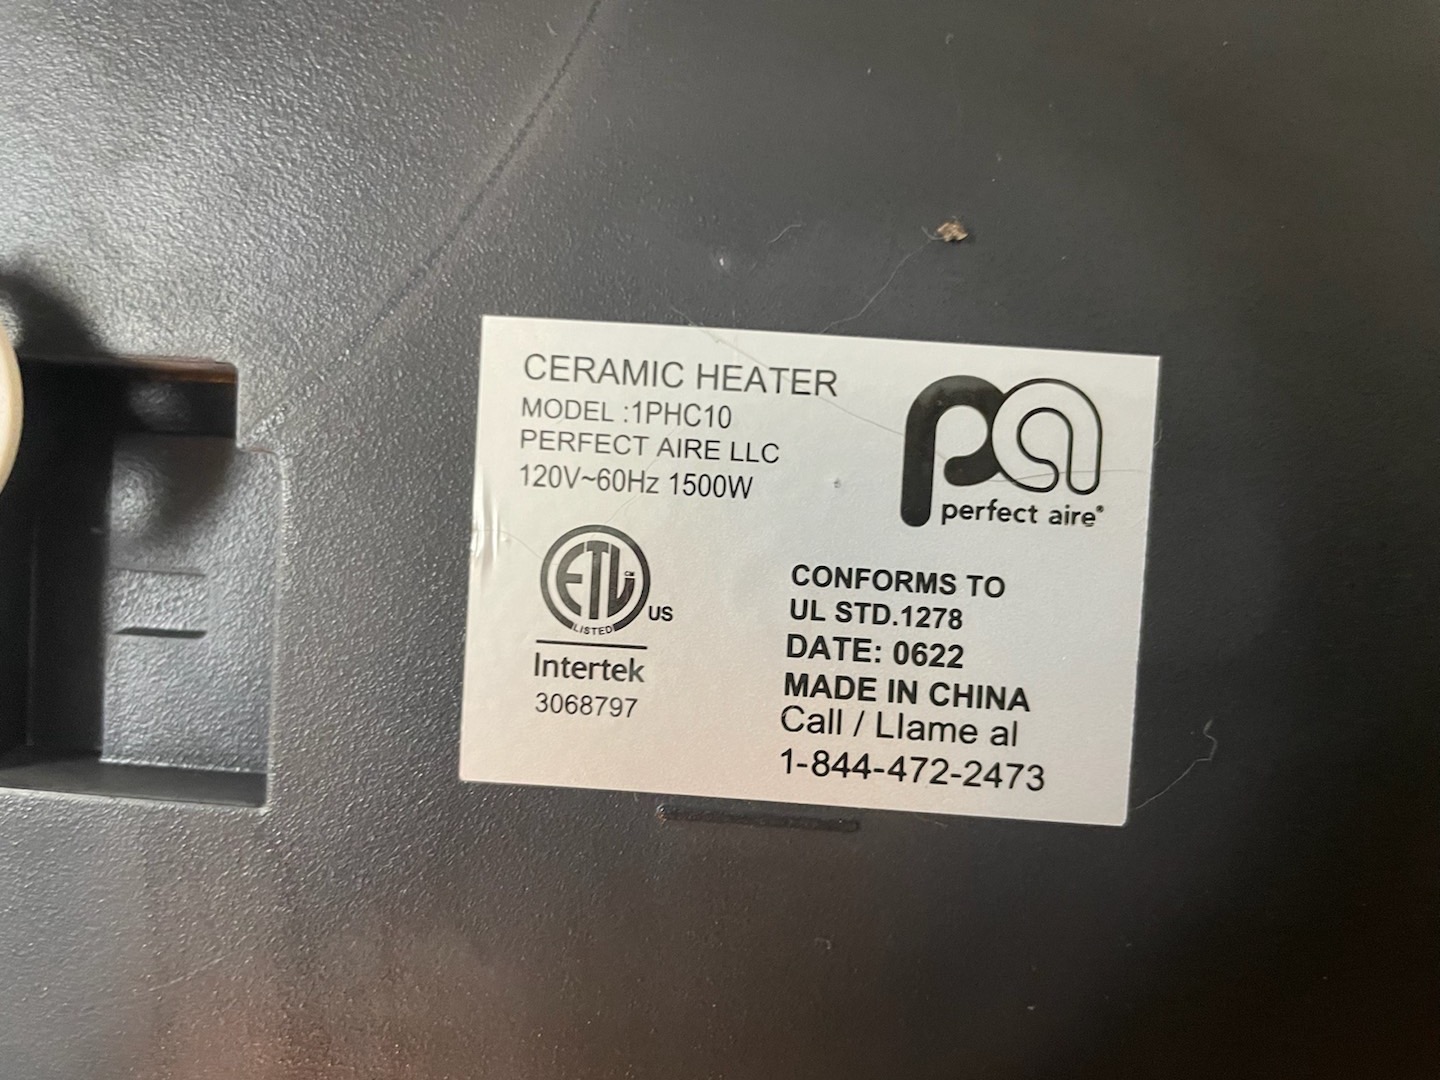 CERAMIC HEATER
MODEL :1PHC10
PERFECT AIRE LLC
120V~60Hz 1500W
pa
perfect aire®
ETL CM
LISTED
US
Intertek
3068797
CONFORMS TO
UL STD.1278
DATE: 0622
MADE IN CHINA
Call / Llame al
1-844-472-2473